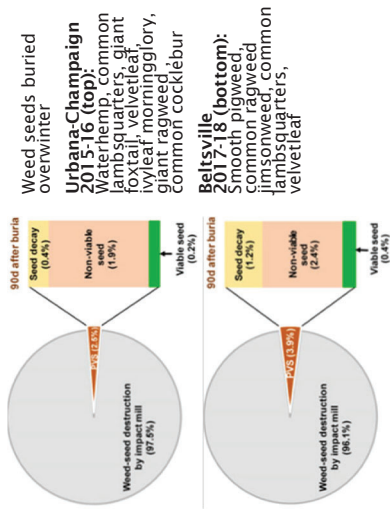 Weed-seed destruction
by impact mill
(97.5%)
PVS (2.5%)
90d after buria
Seed decay
(0.4%)
Non-viable
seed
(1.9%)
Viable seed
(0.2%)
Weed-seed destruction
by impact mill
(96.1%)
PVS (3.9%)
90d after buria
Seed decay
(1.2%)
Non-viable
seed
(2.4%)
Viable seed
(0.4%)
Weed seeds buried
overwinter
Urbana-Champaign
2015-16 (top):
Waterhemp, common
lambsquarters, giant
foxtail, velvetleaf,
ivyleaf morningglory,
giant ragweed,
common cocklebur
Beltsville
2017-18 (bottom):
Smooth pigweed,
common ragweed
jimsonweed, common
lambsquarters,
velvetleaf